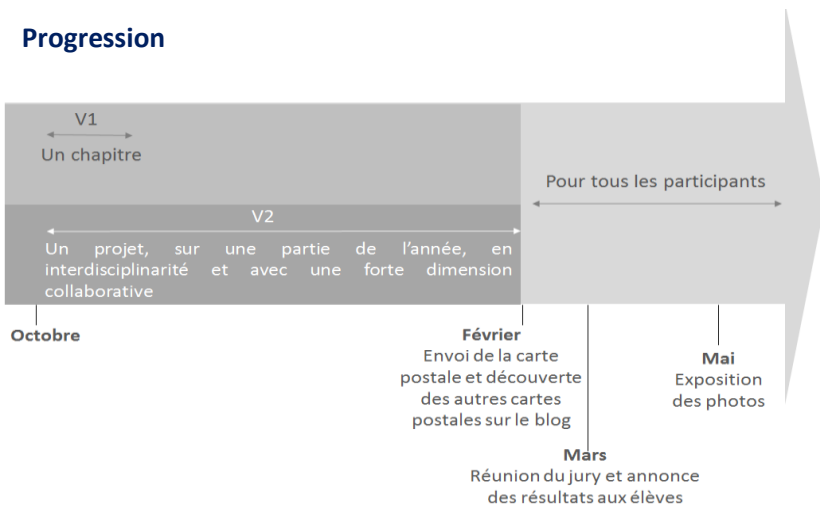 Progression
V1
Un chapitre
Pour tous les participants
V2
Un projet, sur une partie de l'année, en
interdisciplinarité et avec une forte dimension
collaborative
Octobre
Février
Envoi de la carte
postale et découverte
des autres cartes
postales sur le blog
Mai
Exposition
des photos
Mars
Réunion du jury et annonce
des résultats aux élèves